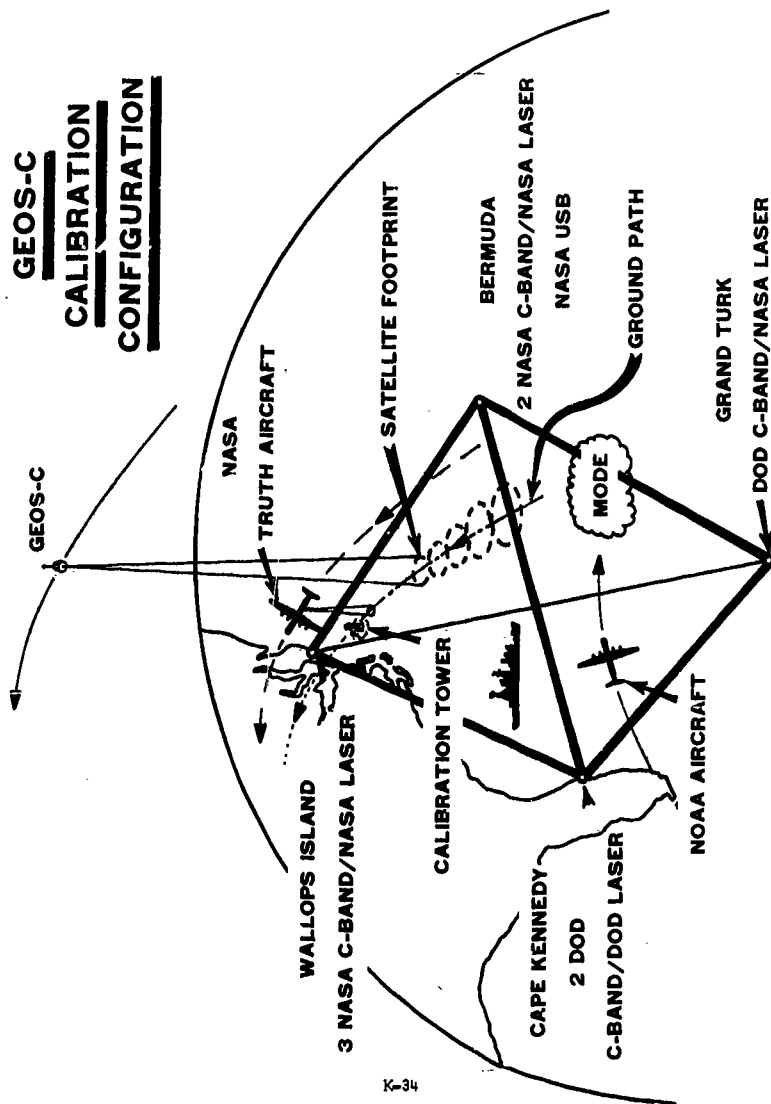 GEOS-C
CALIBRATION
CONFIGURATION
GEOS-C
NASA
TRUTH AIRCRAFT
SATELLITE FOOTPRINT
BERMUDA
2 NASA C-BAND/NASA LASER
NASA USB
GROUND PATH
MODE
GRAND TURK
DOD C-BAND/NASA LASER
WALLOPS ISLAND
3 NASA C-BAND/NASA LASER
CALIBRATION TOWER
NOAA AIRCRAFT
CAPE KENNEDY
2 DOD
C-BAND/DOD LASER
K-34